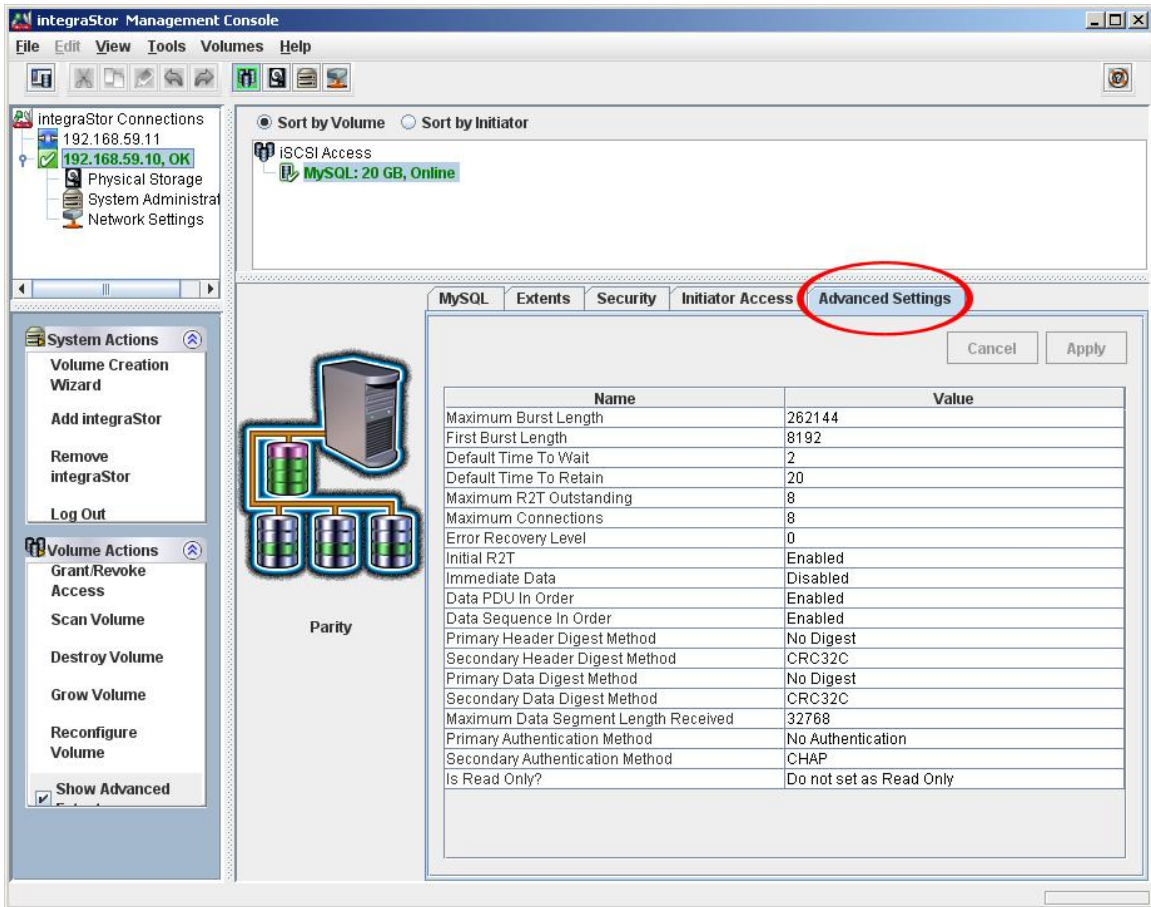 integraStor Management Console
File Edit View Tools Volumes Help
integraStor Connections
192.168.59.11
192.168.59.10, OK
Physical Storage
System Administrat
Network Settings
Sort by Volume Sort by Initiator
iSCSI Access
MySQL: 20 GB, Online
System Actions
Volume Creation
Wizard
Add integraStor
Remove
integraStor
Log Out
Volume Actions
Grant/Revoke
Access
Scan Volume
Destroy Volume
Grow Volume
Reconfigure
Volume
Show Advanced
Parity
MySQL Extents Security Initiator Access Advanced Settings
Cancel Apply
Name Value
Maximum Burst Length 262144
First Burst Length 8192
Default Time To Wait 2
Default Time To Retain 20
Maximum R2T Outstanding 8
Maximum Connections 8
Error Recovery Level 0
Initial R2T Enabled
Immediate Data Disabled
Data PDU In Order Enabled
Data Sequence In Order Enabled
Primary Header Digest Method No Digest
Secondary Header Digest Method CRC32C
Primary Data Digest Method No Digest
Secondary Data Digest Method CRC32C
Maximum Data Segment Length Received 32768
Primary Authentication Method No Authentication
Secondary Authentication Method CHAP
Is Read Only? Do not set as Read Only